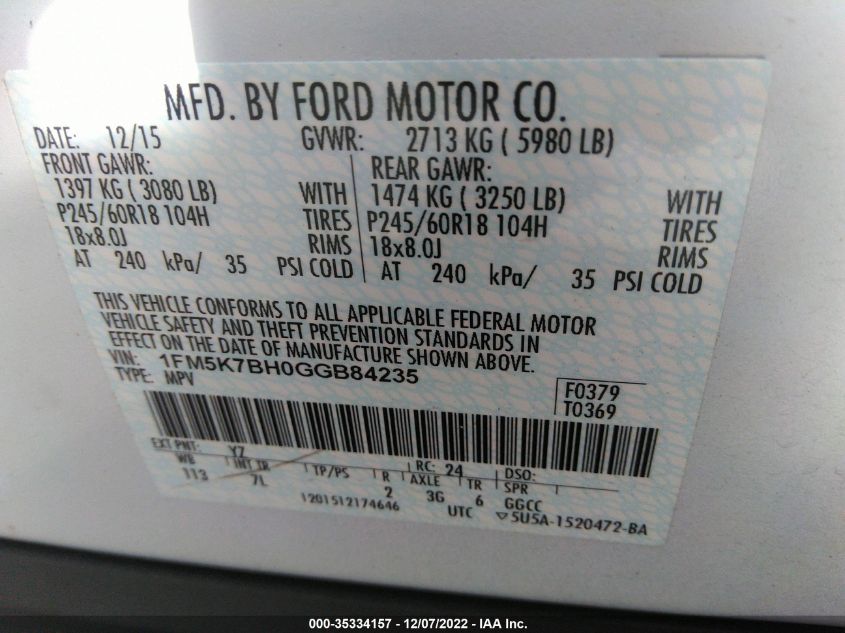 MFD. BY FORD MOTOR CO.
DATE: 12/15 GVWR: 2713 KG ( 5980 LB)
FRONT GAWR: REAR GAWR:
1397 KG ( 3080 LB) WITH 1474 KG ( 3250 LB) WITH
P245/60R18 104H TIRES P245/60R18 104H TIRES
18x8.0J RIMS 18x8.0J RIMS
AT 240 kPa/ 35 PSI COLD AT 240 kPa/ 35 PSI COLD
THIS VEHICLE CONFORMS TO ALL APPLICABLE FEDERAL MOTOR
VEHICLE SAFETY AND THEFT PREVENTION STANDARDS IN
EFFECT ON THE DATE OF MANUFACTURE SHOWN ABOVE.
VIN: 1FM5K7BH0GGB84235
TYPE: MPV
F0379
T0369
EXT PNT: YZ RC: 24 DSO:
WB INT TR TP/PS R AXLE TR SPR
113 7L 2 3G 6 GGCC
1201512174646 UTC ▽5U5A-1520472-BA
000-35334157 - 12/07/2022 - IAA Inc.